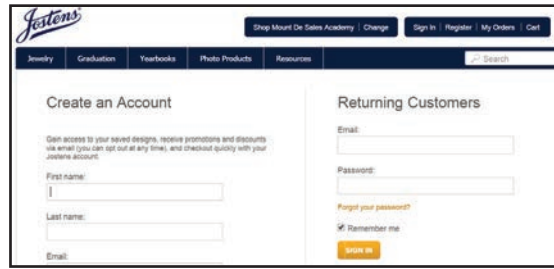 Jostens
Shop Mount De Sales Academy | Change
Sign In | Register | My Orders | Cart
Jewelry
Graduation
Yearbooks
Photo Products
Resources
Search
Create an Account
Gain access to your saved designs, receive promotions and discounts
via email (you can opt out at any time), and checkout quickly with your
Jostens account.
First name:
Last name:
Email:
Returning Customers
Email:
Password:
Forgot your password?
Remember me
SIGN IN